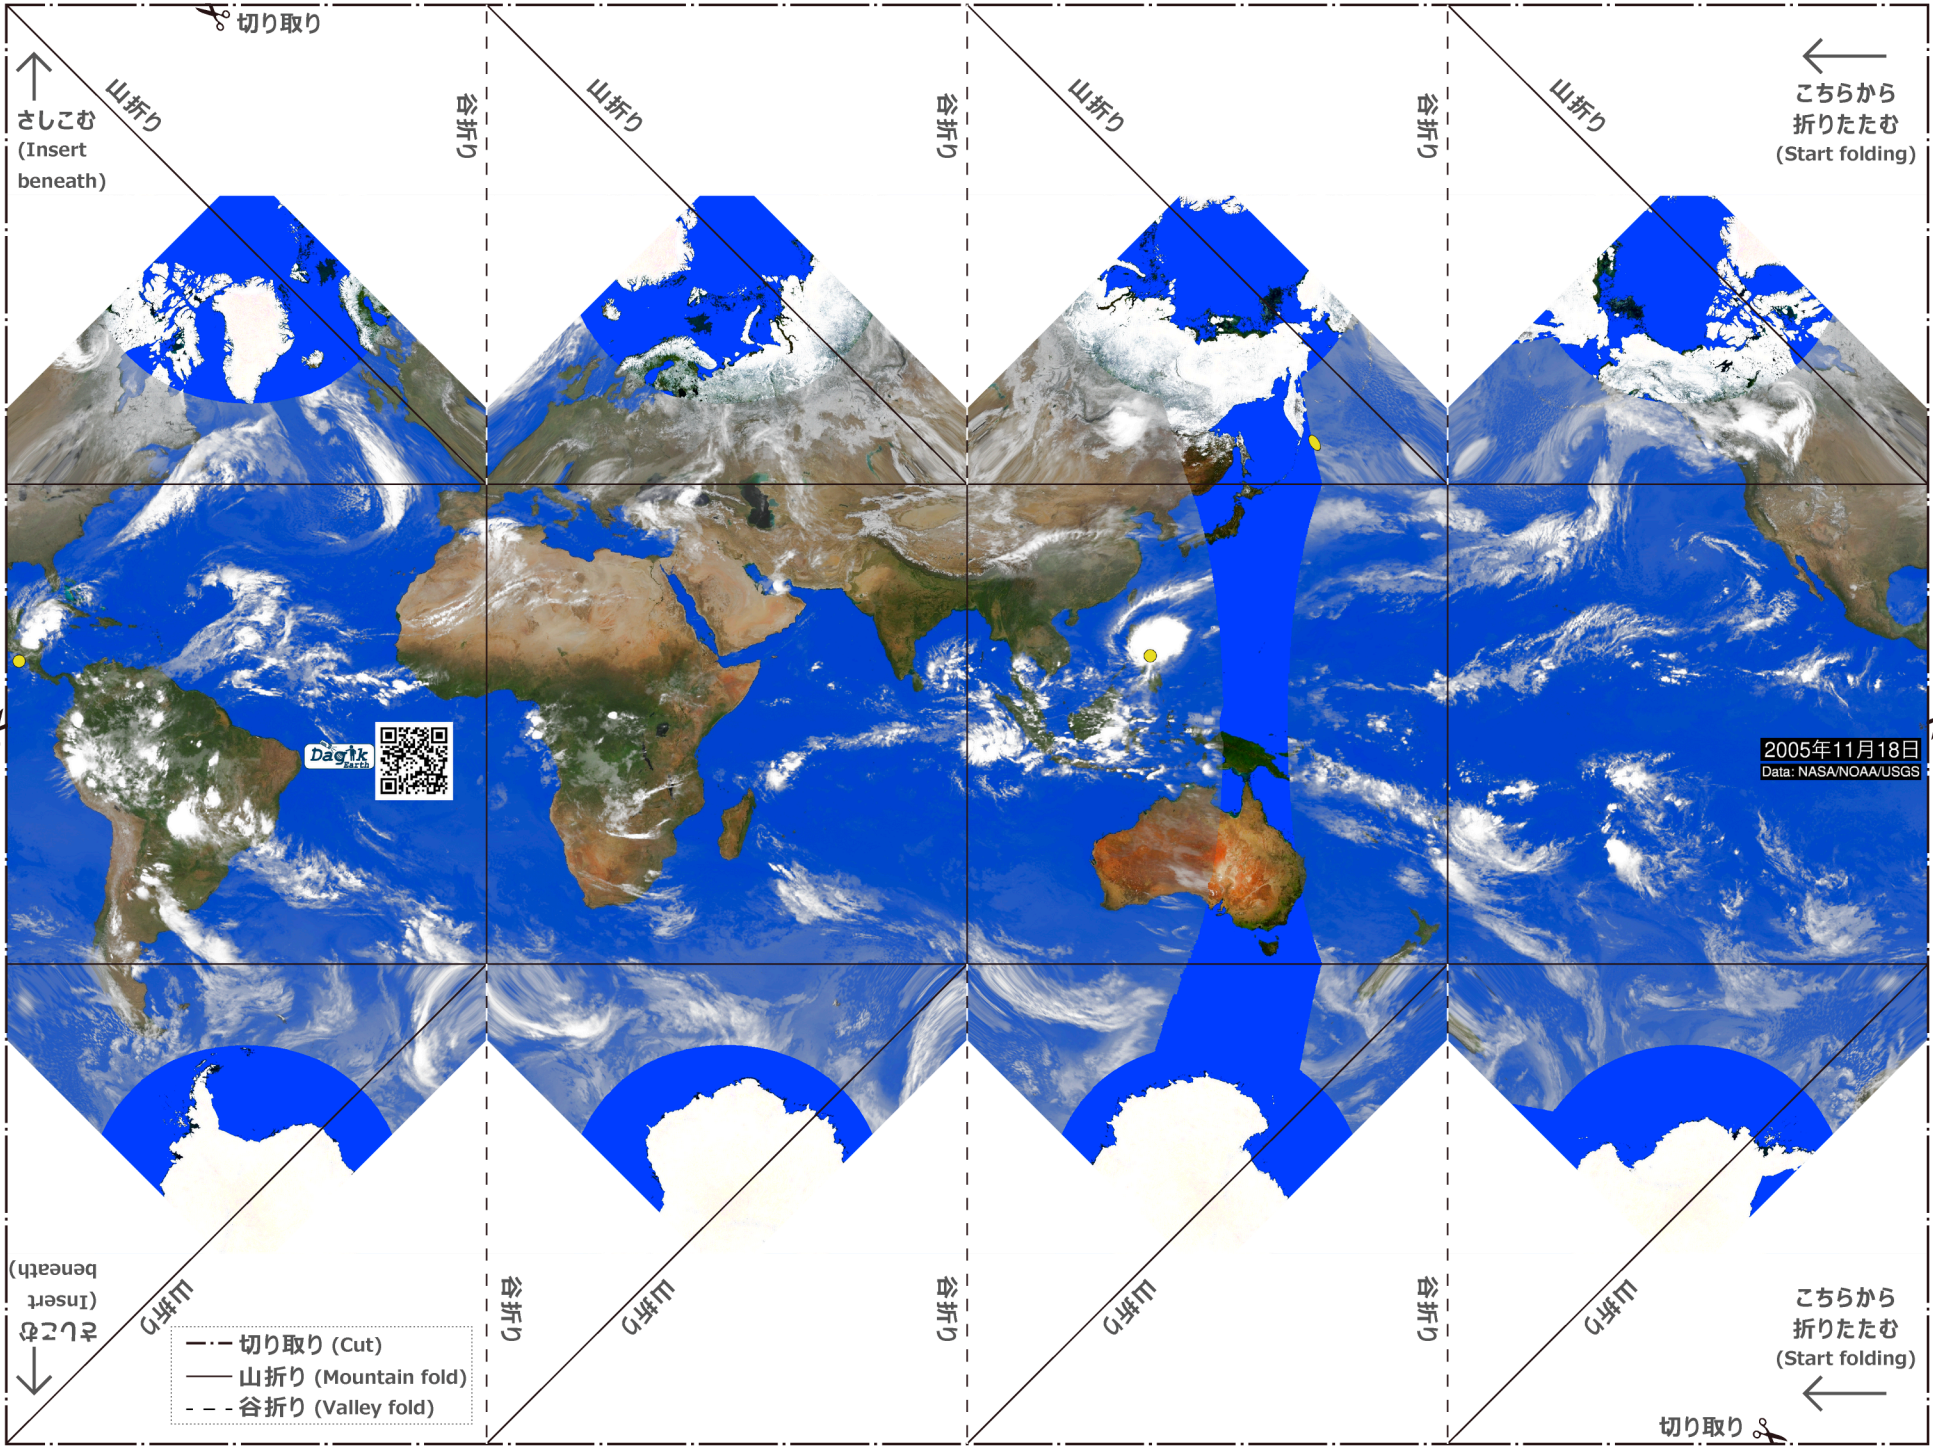 切り取り
山折り
谷折り
山折り
谷折り
山折り
谷折り
山折り
さしこむ
(Insert
beneath)
こちらから
折りたたむ
(Start folding)
Dagik
Earth
2005年11月18日
Data: NASA/NOAA/USGS
さしこむ
(Insert
beneath)
山折り
谷折り
山折り
谷折り
山折り
谷折り
山折り
こちらから
折りたたむ
(Start folding)
切り取り (Cut)
山折り (Mountain fold)
谷折り (Valley fold)
切り取り